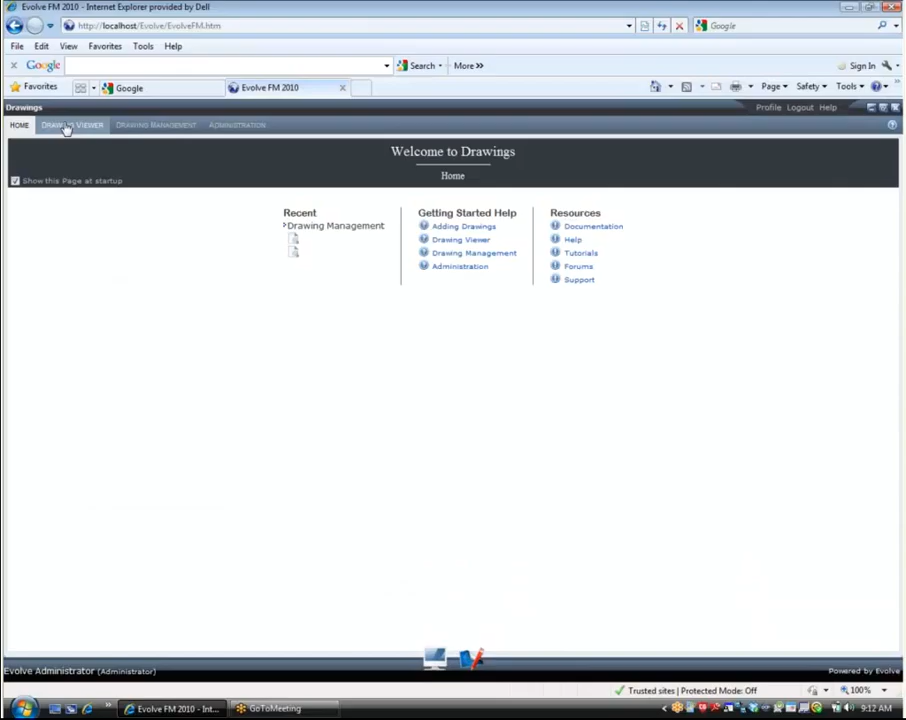 Evolve FM 2010 - Internet Explorer provided by Dell
http://localhost/Evolve/EvolveFM.htm
Google
File Edit View Favorites Tools Help
Google Search More »
Sign In
Favorites Google Evolve FM 2010
Page Safety Tools
Drawings Profile Logout Help
HOME DRAWING VIEWER DRAWING MANAGEMENT ADMINISTRATION
Welcome to Drawings
Home
Show this Page at startup
Recent Getting Started Help Resources
Drawing Management Adding Drawings Documentation
Drawing Viewer Help
Drawing Management Tutorials
Administration Forums
Support
Evolve Administrator (Administrator) Powered by Evolve
Trusted sites | Protected Mode: Off 100%
Evolve FM 2010 - Int... GoToMeeting 9:12 AM